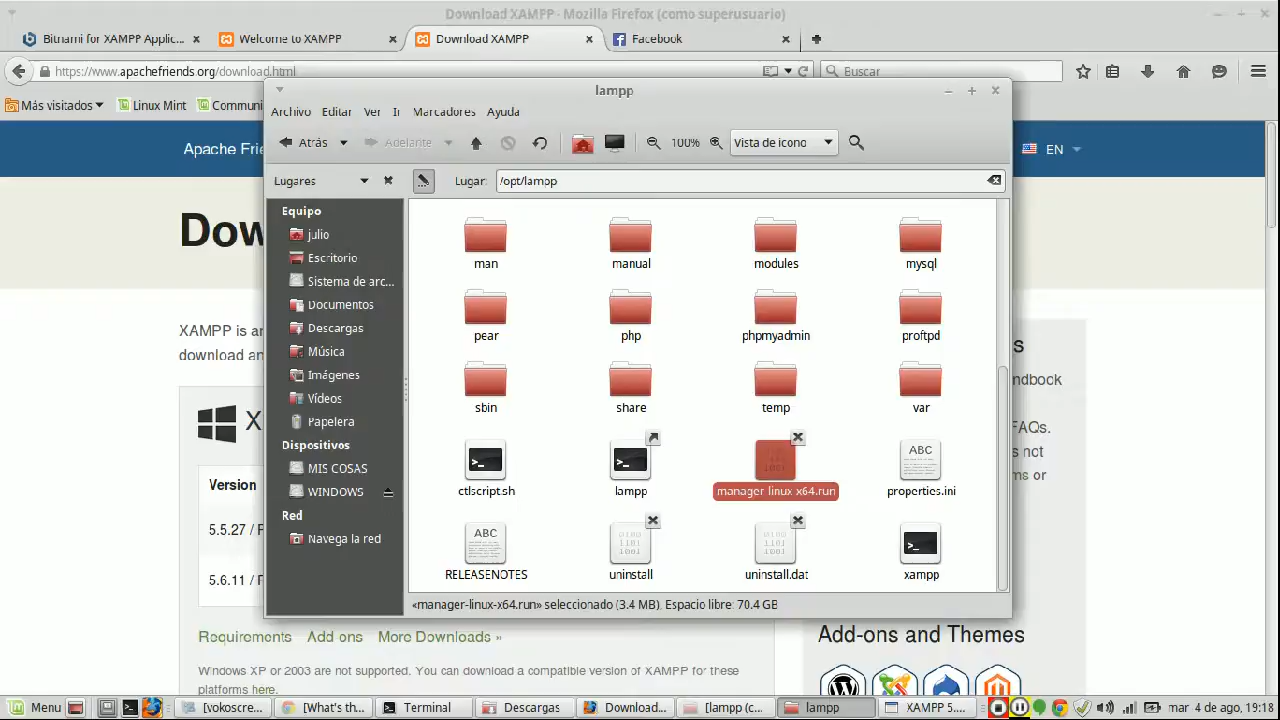 Download XAMPP - Mozilla Firefox (como superusuario)
Bitnami for XAMPP Applic...
Welcome to XAMPP
Download XAMPP
Facebook
https://www.apachefriends.org/download.html
Buscar
Más visitados
Linux Mint
Communi
Apache Frie
EN
Dow
lampp
Archivo Editar Ver Ir Marcadores Ayuda
Atrás
Adelante
100%
Vista de icono
Lugares
Lugar:
/opt/lampp
Equipo
julio
Escritorio
Sistema de arc...
Documentos
Descargas
Música
Imágenes
Vídeos
Papelera
Dispositivos
MIS COSAS
WINDOWS
Red
Navega la red
man
manual
modules
mysql
pear
php
phpmyadmin
proftpd
sbin
share
temp
var
ctlscript.sh
lampp
manager-linux-x64.run
properties.ini
RELEASENOTES
uninstall
uninstall.dat
xampp
«manager-linux-x64.run» seleccionado (3.4 MB), Espacio libre: 70.4 GB
XAMPP is an
download an
X
Version
5.5.27 / P
5.6.11 / P
s
ndbook
FAQs.
s not
ms or
Requirements Add-ons More Downloads »
Windows XP or 2003 are not supported. You can download a compatible version of XAMPP for these
platforms here.
Add-ons and Themes
Menu
[yokoscre...
[What's th...
Terminal
Descargas
Download...
[lampp (c...
lampp
XAMPP 5....
mar 4 de ago, 19:18